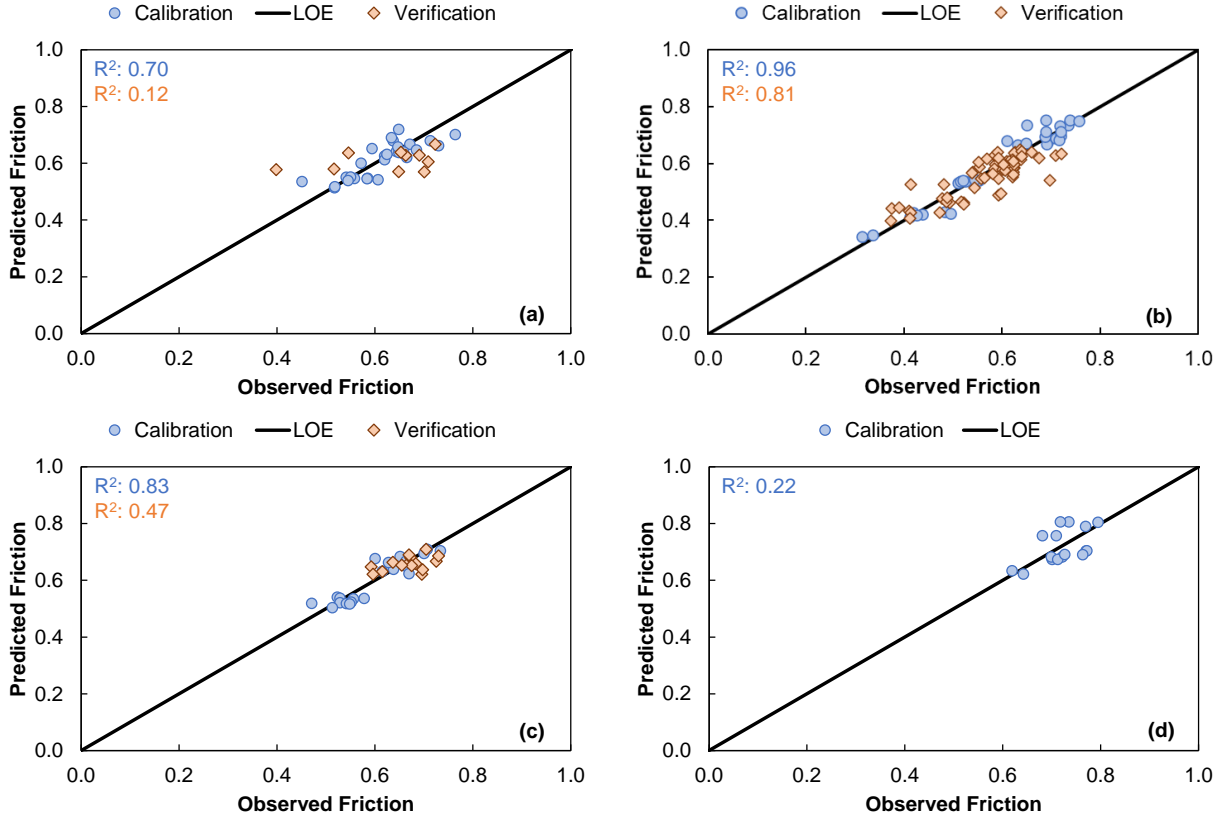 Calibration LOE Verification
R²: 0.70
R²: 0.12
1.0
0.8
0.6
0.4
0.2
0.0
Predicted Friction
(a)
0.0 0.2 0.4 0.6 0.8 1.0
Observed Friction
Calibration LOE Verification
R²: 0.96
R²: 0.81
1.0
0.8
0.6
0.4
0.2
0.0
Predicted Friction
(b)
0.0 0.2 0.4 0.6 0.8 1.0
Observed Friction
Calibration LOE Verification
R²: 0.83
R²: 0.47
1.0
0.8
0.6
0.4
0.2
0.0
Predicted Friction
(c)
0.0 0.2 0.4 0.6 0.8 1.0
Observed Friction
Calibration LOE
R²: 0.22
1.0
0.8
0.6
0.4
0.2
0.0
Predicted Friction
(d)
0.0 0.2 0.4 0.6 0.8 1.0
Observed Friction